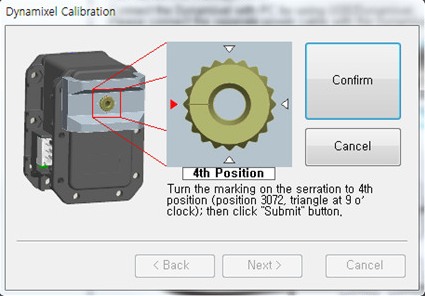 Dynamixel Calibration
Confirm
Cancel
4th Position
Turn the marking on the serration to 4th
position (position 3072, triangle at 9 o'
clock); then click "Submit" button.
< Back
Next >
Cancel